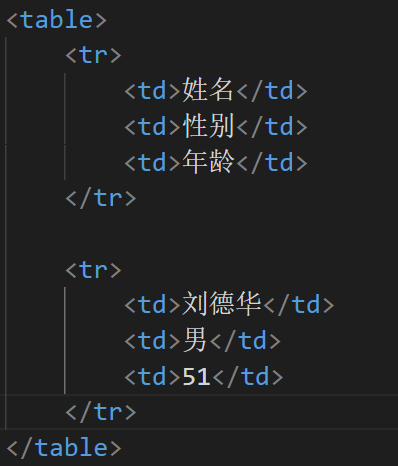 <table>
<tr>
<td>姓名</td>
<td>性别</td>
<td>年龄</td>
</tr>
<tr>
<td>刘德华</td>
<td>男</td>
<td>51</td>
</tr>
</table>